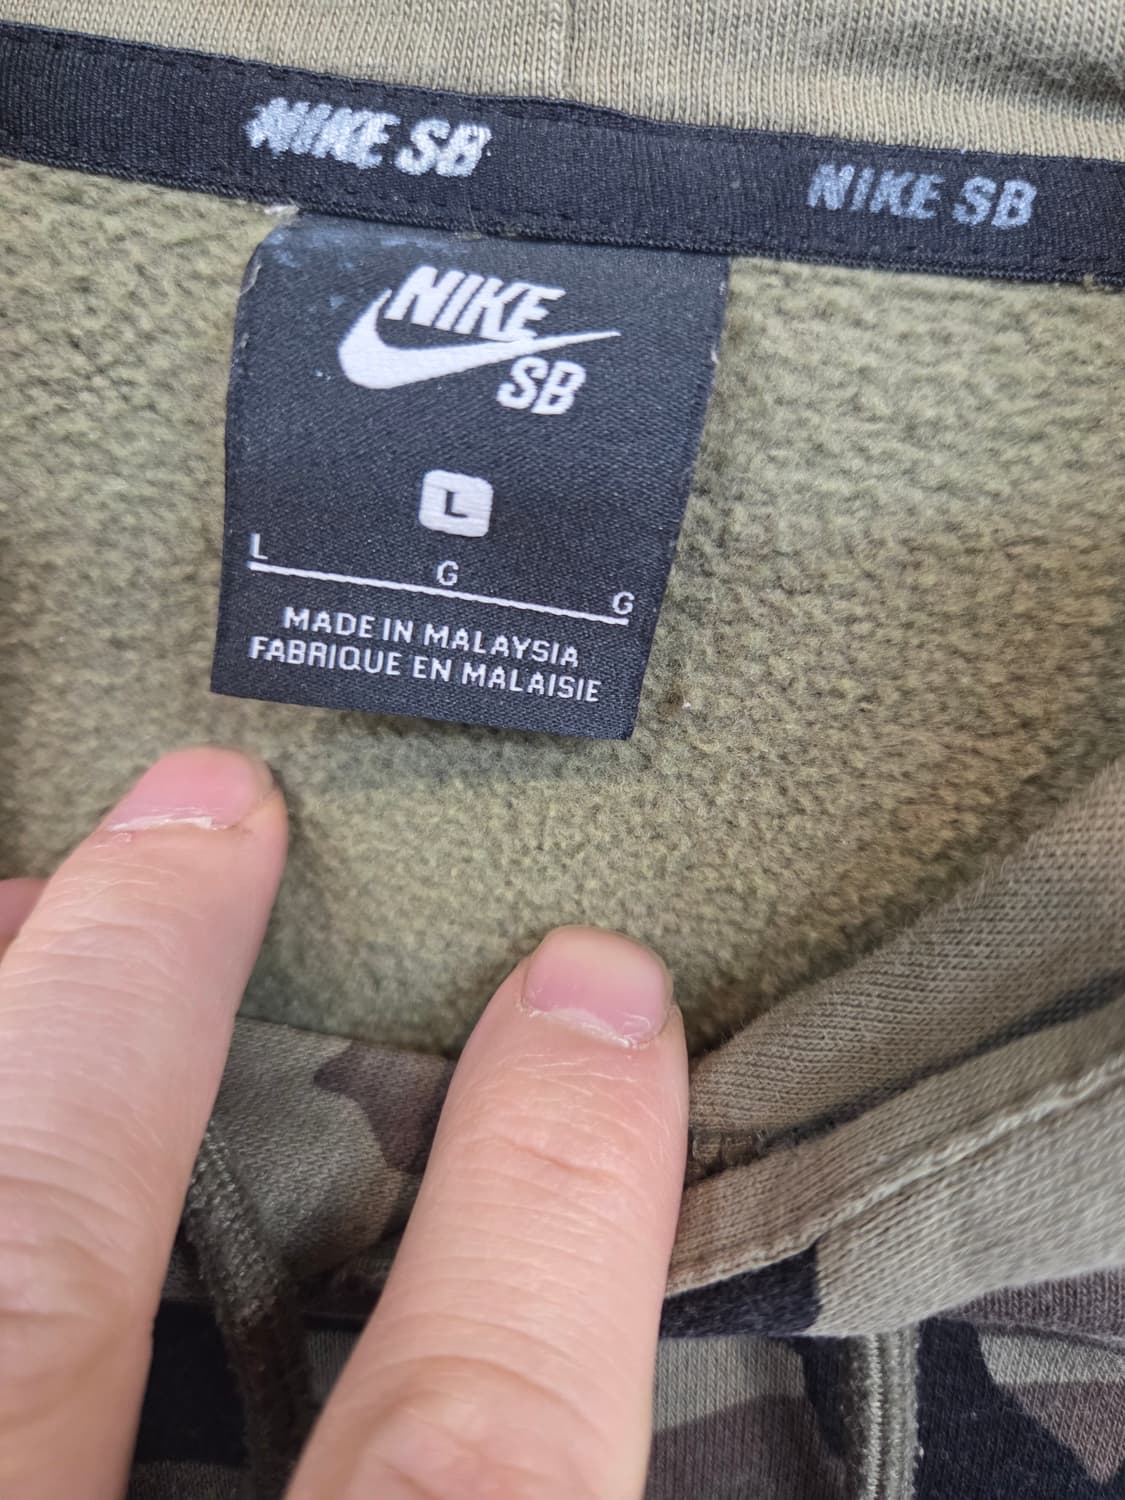 NIKE SB
NIKE SB
NIKE
SB
L
L
G
G
MADE IN MALAYSIA
FABRIQUE EN MALAISIE